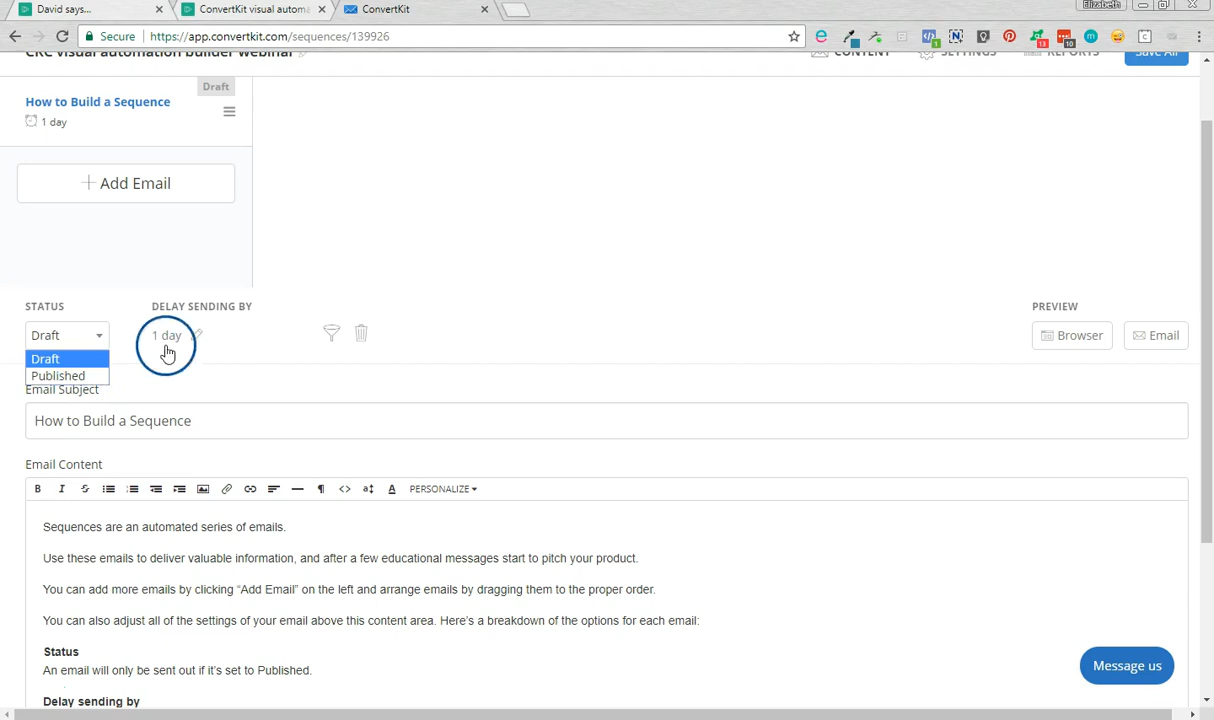 David says...
ConvertKit visual autom
ConvertKit
Elizabeth
Secure
https://app.convertkit.com/sequences/139926
1
13
10
CRC visual automation builder webinar
CONTENT
SETTINGS
REPORTS
Save All
Draft
How to Build a Sequence
1 day
Add Email
STATUS
DELAY SENDING BY
PREVIEW
Draft
1 day
Browser
Email
Draft
Published
Email Subject
How to Build a Sequence
Email Content
B I S
PERSONALIZE
Sequences are an automated series of emails.
Use these emails to deliver valuable information, and after a few educational messages start to pitch your product.
You can add more emails by clicking “Add Email” on the left and arrange emails by dragging them to the proper order.
You can also adjust all of the settings of your email above this content area. Here’s a breakdown of the options for each email:
Status
An email will only be sent out if it’s set to Published.
Message us
Delay sending by